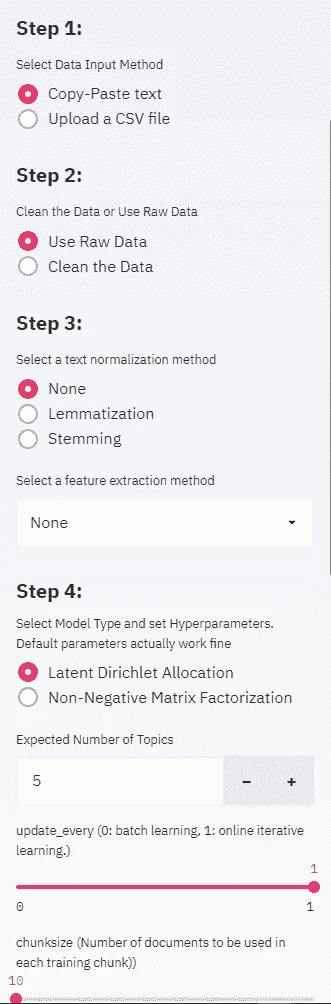 Step 1:
Select Data Input Method
Copy-Paste text
Upload a CSV file
Step 2:
Clean the Data or Use Raw Data
Use Raw Data
Clean the Data
Step 3:
Select a text normalization method
None
Lemmatization
Stemming
Select a feature extraction method
None
Step 4:
Select Model Type and set Hyperparameters.
Default parameters actually work fine
Latent Dirichlet Allocation
Non-Negative Matrix Factorization
Expected Number of Topics
5 - +
update_every (0: batch learning, 1: online iterative
learning.)
1
0 1
chunksize (Number of documents to be used in
each training chunk))
10